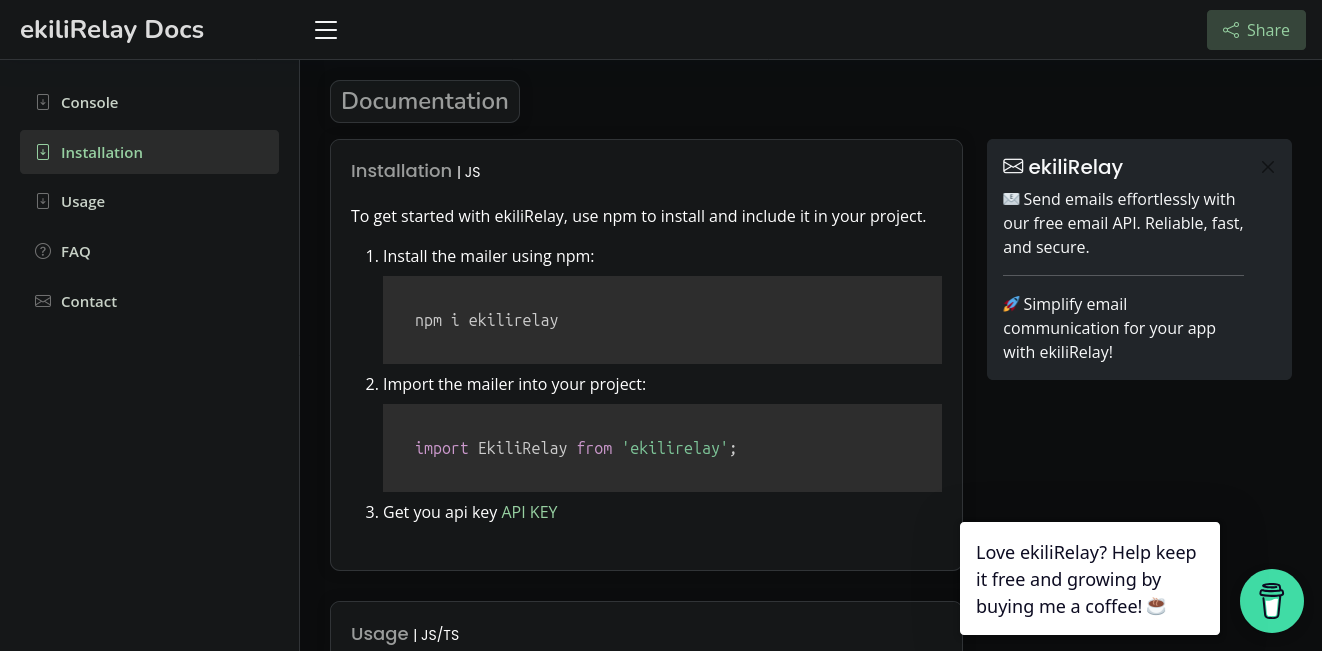 ekiliRelay Docs
Share
Console
Installation
Usage
FAQ
Contact
Documentation
Installation | JS
To get started with ekiliRelay, use npm to install and include it in your project.
1. Install the mailer using npm:
npm i ekilirelay
2. Import the mailer into your project:
import EkiliRelay from 'ekilirelay';
3. Get you api key API KEY
Usage | JS/TS
ekiliRelay
📧 Send emails effortlessly with
our free email API. Reliable, fast,
and secure.
🚀 Simplify email
communication for your app
with ekiliRelay!
Love ekiliRelay? Help keep
it free and growing by
buying me a coffee! ☕